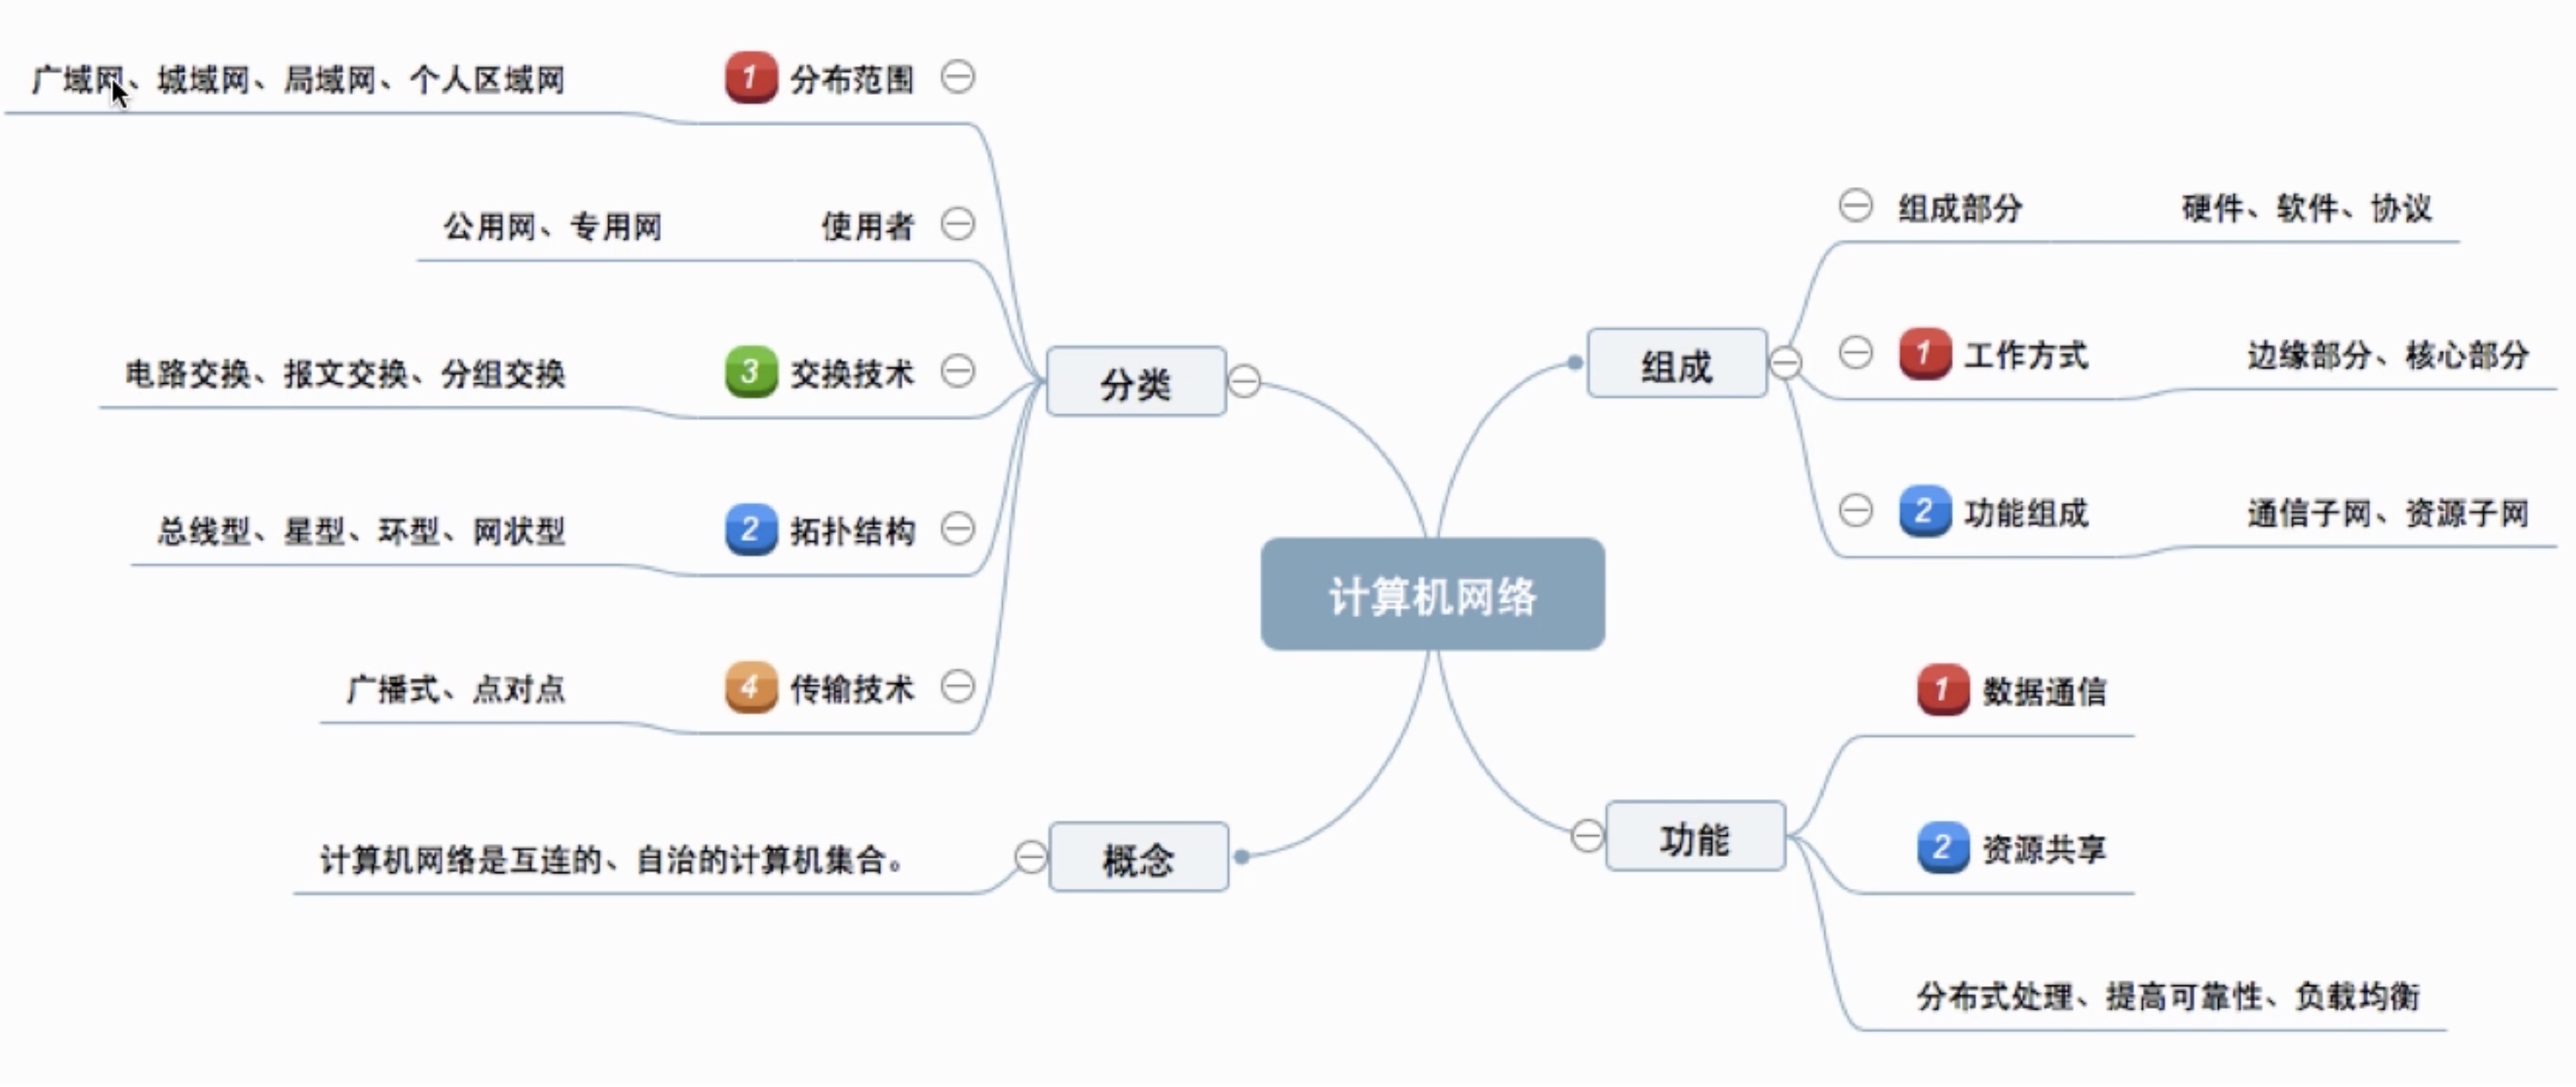 广域网、城域网、局域网、个人区域网
1 分布范围
公用网、专用网
使用者
电路交换、报文交换、分组交换
3 交换技术
总线型、星型、环型、网状型
2 拓扑结构
广播式、点对点
4 传输技术
分类
计算机网络是互连的、自治的计算机集合。
概念
计算机网络
组成
组成部分
硬件、软件、协议
1 工作方式
边缘部分、核心部分
2 功能组成
通信子网、资源子网
功能
1 数据通信
2 资源共享
分布式处理、提高可靠性、负载均衡